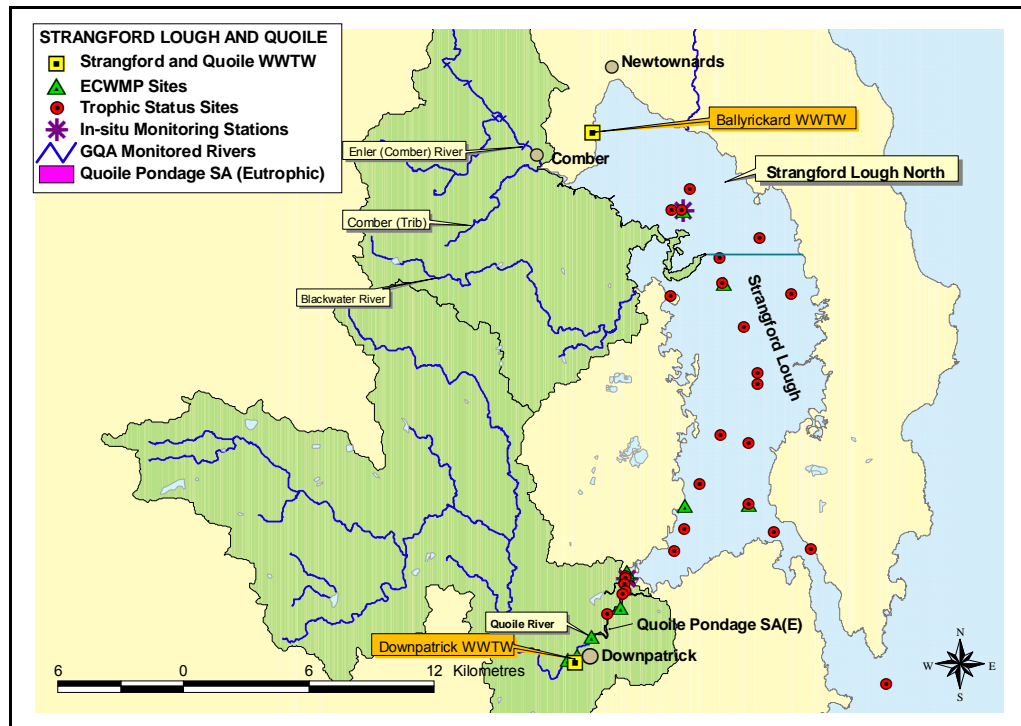 STRANGFORD LOUGH AND QUOILE
Strangford and Quoile WWTW
ECWMP Sites
Trophic Status Sites
In-situ Monitoring Stations
GQA Monitored Rivers
Quoile Pondage SA (Eutrophic)
Newtownards
Ballyrickard WWTW
Enler (Comber) River
Comber
Strangford Lough North
Comber (Trib)
Blackwater River
Strangford Lough
Quoile River
Quoile Pondage SA(E)
Downpatrick WWTW
Downpatrick
6 0 6 12 Kilometres
N
W E
S